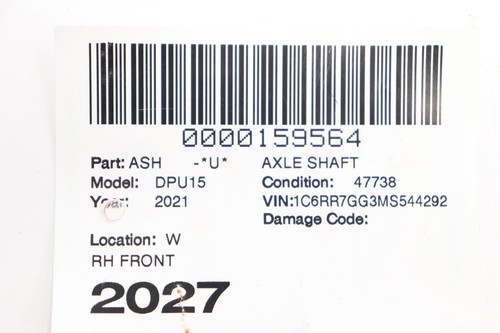 0000159564
Part: ASH -*U* AXLE SHAFT
Model: DPU15 Condition: 47738
Year: 2021 VIN:1C6RR7GG3MS544292
Damage Code:
Location: W
RH FRONT
2027